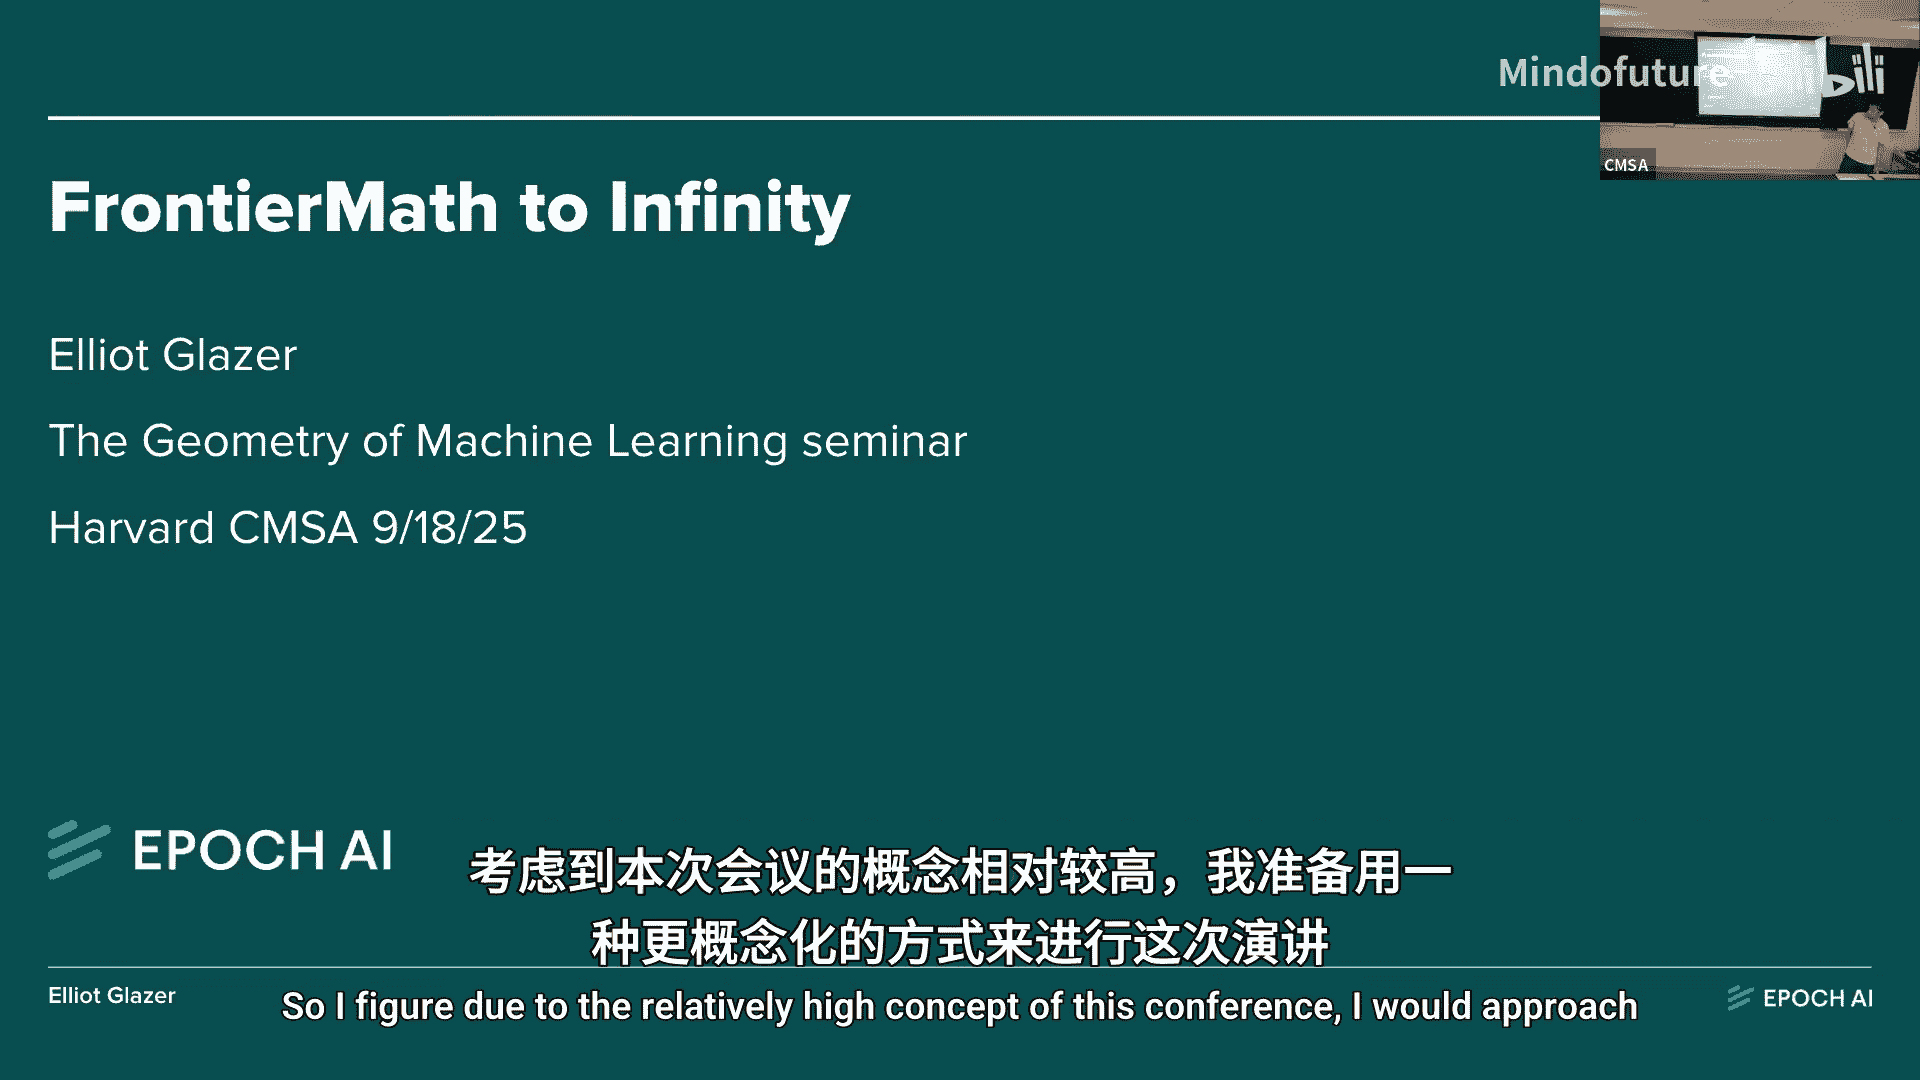 Mindofuture
bili
CMSA
FrontierMath to Infinity
Elliot Glazer
The Geometry of Machine Learning seminar
Harvard CMSA 9/18/25
EPOCH AI
考虑到本次会议的概念相对较高，我准备用一
种更概念化的方式来进行这次演讲
Elliot Glazer
So I figure due to the relatively high concept of this conference, I would approach
EPOCH AI